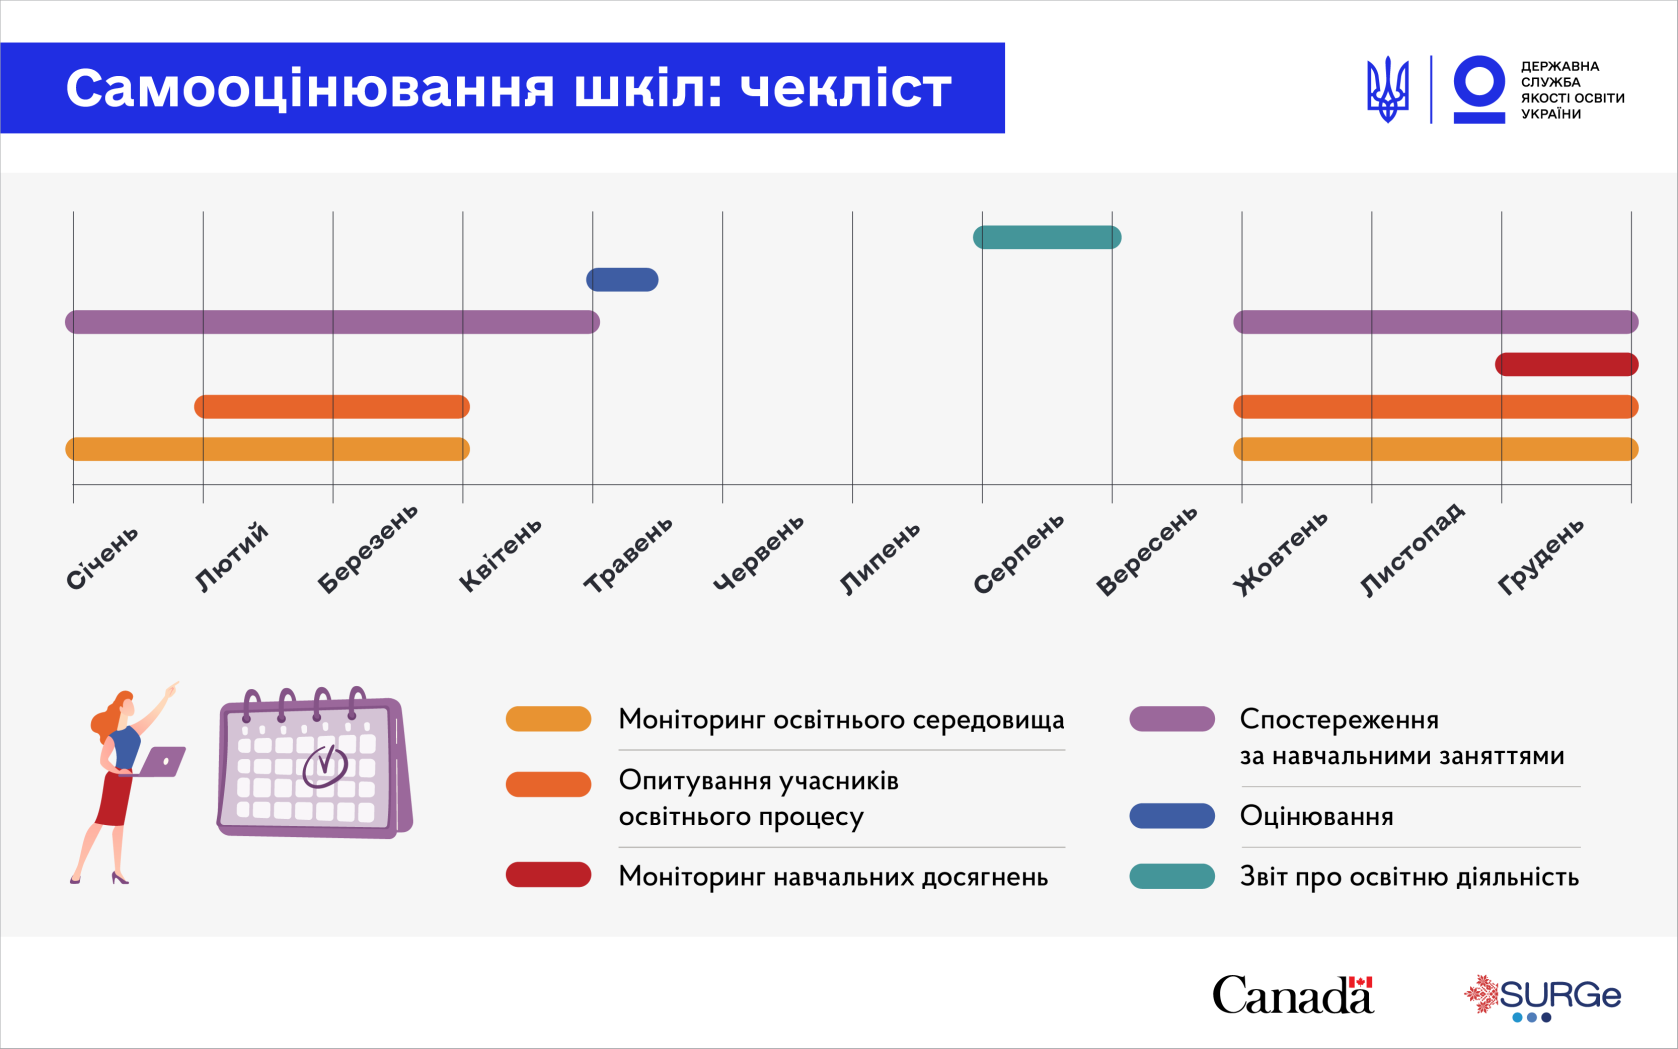 Самооцінювання шкіл: чекліст
ДЕРЖАВНА
СЛУЖБА
ЯКОСТІ ОСВІТИ
УКРАЇНИ
Січень
Лютий
Березень
Квітень
Травень
Червень
Липень
Серпень
Вересень
Жовтень
Листопад
Грудень
Моніторинг освітнього середовища
Опитування учасників
освітнього процесу
Моніторинг навчальних досягнень
Спостереження
за навчальними заняттями
Оцінювання
Звіт про освітню діяльність
Canada
SURGe